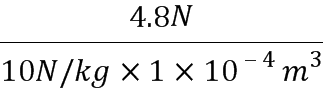 4.8N
10N/kg × 1 × 10⁻⁴ m³